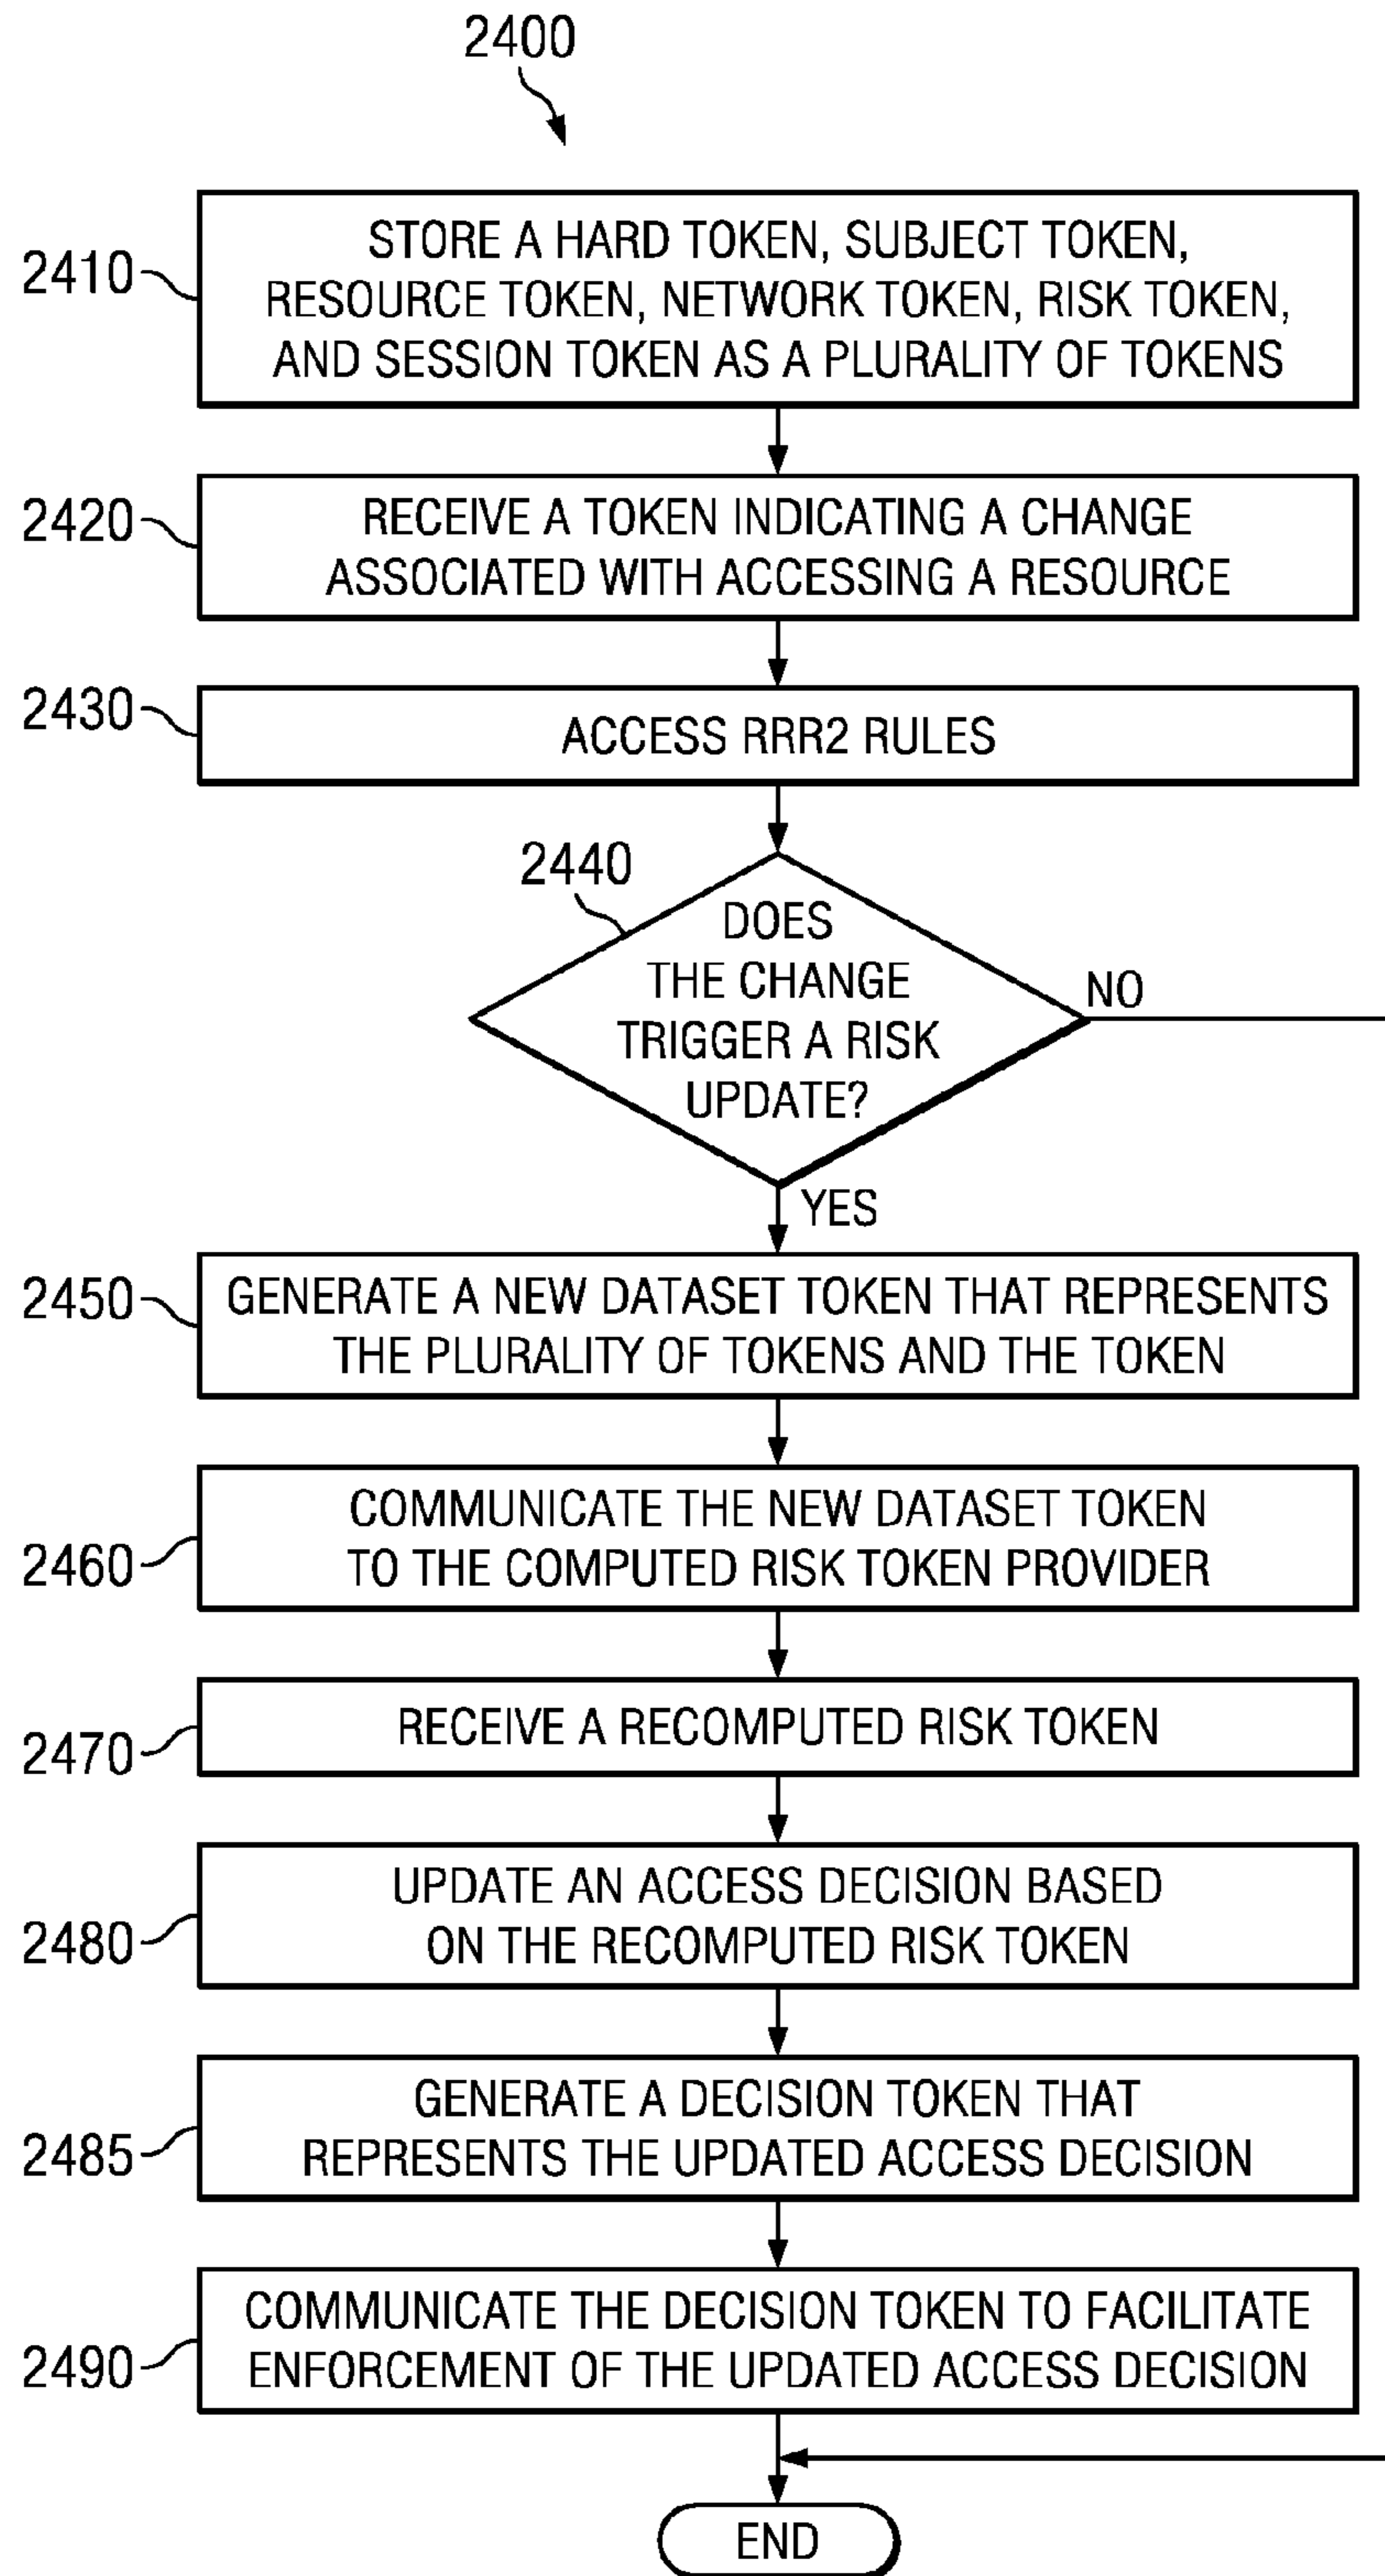 2400
2410
STORE A HARD TOKEN, SUBJECT TOKEN,
RESOURCE TOKEN, NETWORK TOKEN, RISK TOKEN,
AND SESSION TOKEN AS A PLURALITY OF TOKENS
2420
RECEIVE A TOKEN INDICATING A CHANGE
ASSOCIATED WITH ACCESSING A RESOURCE
2430
ACCESS RRR2 RULES
2440
DOES
THE CHANGE
TRIGGER A RISK
UPDATE?
NO
YES
2450
GENERATE A NEW DATASET TOKEN THAT REPRESENTS
THE PLURALITY OF TOKENS AND THE TOKEN
2460
COMMUNICATE THE NEW DATASET TOKEN
TO THE COMPUTED RISK TOKEN PROVIDER
2470
RECEIVE A RECOMPUTED RISK TOKEN
2480
UPDATE AN ACCESS DECISION BASED
ON THE RECOMPUTED RISK TOKEN
2485
GENERATE A DECISION TOKEN THAT
REPRESENTS THE UPDATED ACCESS DECISION
2490
COMMUNICATE THE DECISION TOKEN TO FACILITATE
ENFORCEMENT OF THE UPDATED ACCESS DECISION
END